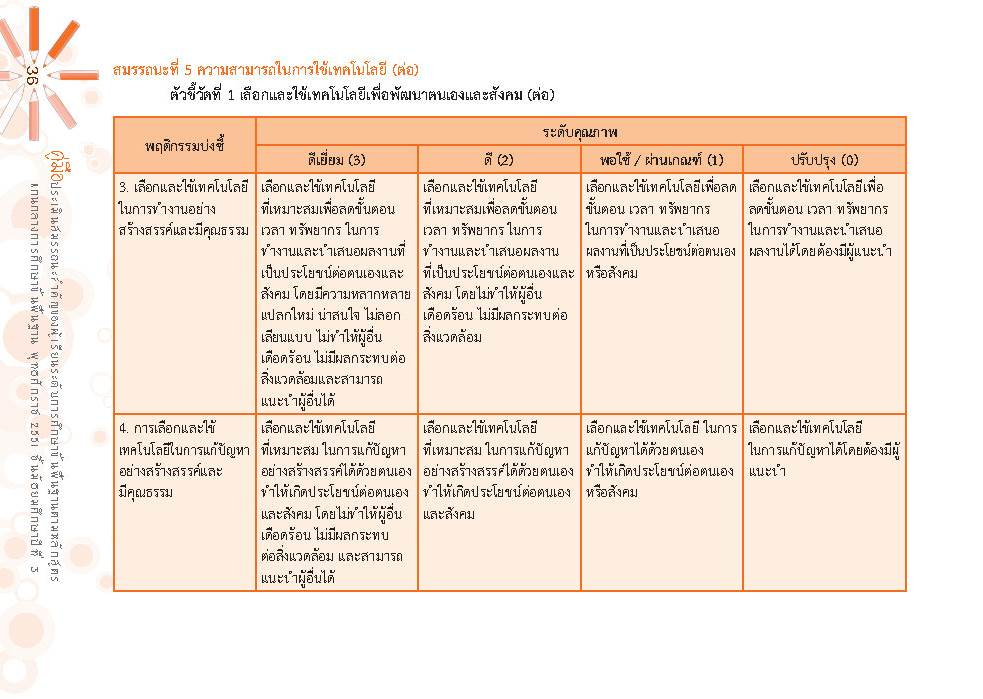 36
สมรรถนะที่ 5 ความสามารถในการใช้เทคโนโลยี (ต่อ)
ตัวชี้วัดที่ 1 เลือกและใช้เทคโนโลยีเพื่อพัฒนาตนเองและสังคม (ต่อ)
พฤติกรรมบ่งชี้
ระดับคุณภาพ
ดีเยี่ยม (3)
ดี (2)
พอใช้ / ผ่านเกณฑ์ (1)
ปรับปรุง (0)
3. เลือกและใช้เทคโนโลยี
ในการทำงานอย่าง
สร้างสรรค์และมีคุณธรรม
เลือกและใช้เทคโนโลยี
ที่เหมาะสมเพื่อลดขั้นตอน
เวลา ทรัพยากร ในการ
ทำงานและนำเสนอผลงานที่
เป็นประโยชน์ต่อตนเองและ
สังคม โดยมีความหลากหลาย
แปลกใหม่ น่าสนใจ ไม่ลอก
เลียนแบบ ไม่ทำให้ผู้อื่น
เดือดร้อน ไม่มีผลกระทบต่อ
สิ่งแวดล้อมและสามารถ
แนะนำผู้อื่นได้
เลือกและใช้เทคโนโลยี
ที่เหมาะสมเพื่อลดขั้นตอน
เวลา ทรัพยากร ในการ
ทำงานและนำเสนอผลงาน
ที่เป็นประโยชน์ต่อตนเองและ
สังคม โดยไม่ทำให้ผู้อื่น
เดือดร้อน ไม่มีผลกระทบต่อ
สิ่งแวดล้อม
เลือกและใช้เทคโนโลยีเพื่อลด
ขั้นตอน เวลา ทรัพยากร
ในการทำงานและนำเสนอ
ผลงานที่เป็นประโยชน์ต่อตนเอง
หรือสังคม
เลือกและใช้เทคโนโลยีเพื่อ
ลดขั้นตอน เวลา ทรัพยากร
ในการทำงานและนำเสนอ
ผลงานได้โดยต้องมีผู้แนะนำ
4. การเลือกและใช้
เทคโนโลยีในการแก้ปัญหา
อย่างสร้างสรรค์และ
มีคุณธรรม
เลือกและใช้เทคโนโลยี
ที่เหมาะสม ในการแก้ปัญหา
อย่างสร้างสรรค์ได้ด้วยตนเอง
ทำให้เกิดประโยชน์ต่อตนเอง
และสังคม โดยไม่ทำให้ผู้อื่น
เดือดร้อน ไม่มีผลกระทบ
ต่อสิ่งแวดล้อม และสามารถ
แนะนำผู้อื่นได้
เลือกและใช้เทคโนโลยี
ที่เหมาะสม ในการแก้ปัญหา
อย่างสร้างสรรค์ได้ด้วยตนเอง
ทำให้เกิดประโยชน์ต่อตนเอง
และสังคม
เลือกและใช้เทคโนโลยี ในการ
แก้ปัญหาได้ด้วยตนเอง
ทำให้เกิดประโยชน์ต่อตนเอง
หรือสังคม
เลือกและใช้เทคโนโลยี
ในการแก้ปัญหาได้โดยต้องมีผู้
แนะนำ
คู่มือประเมินสมรรถนะสำคัญของผู้เรียนระดับการศึกษาขั้นพื้นฐานตามหลักสูตร
แกนกลางการศึกษาขั้นพื้นฐาน พุทธศักราช 2551 ชั้นมัธยมศึกษาปีที่ 5